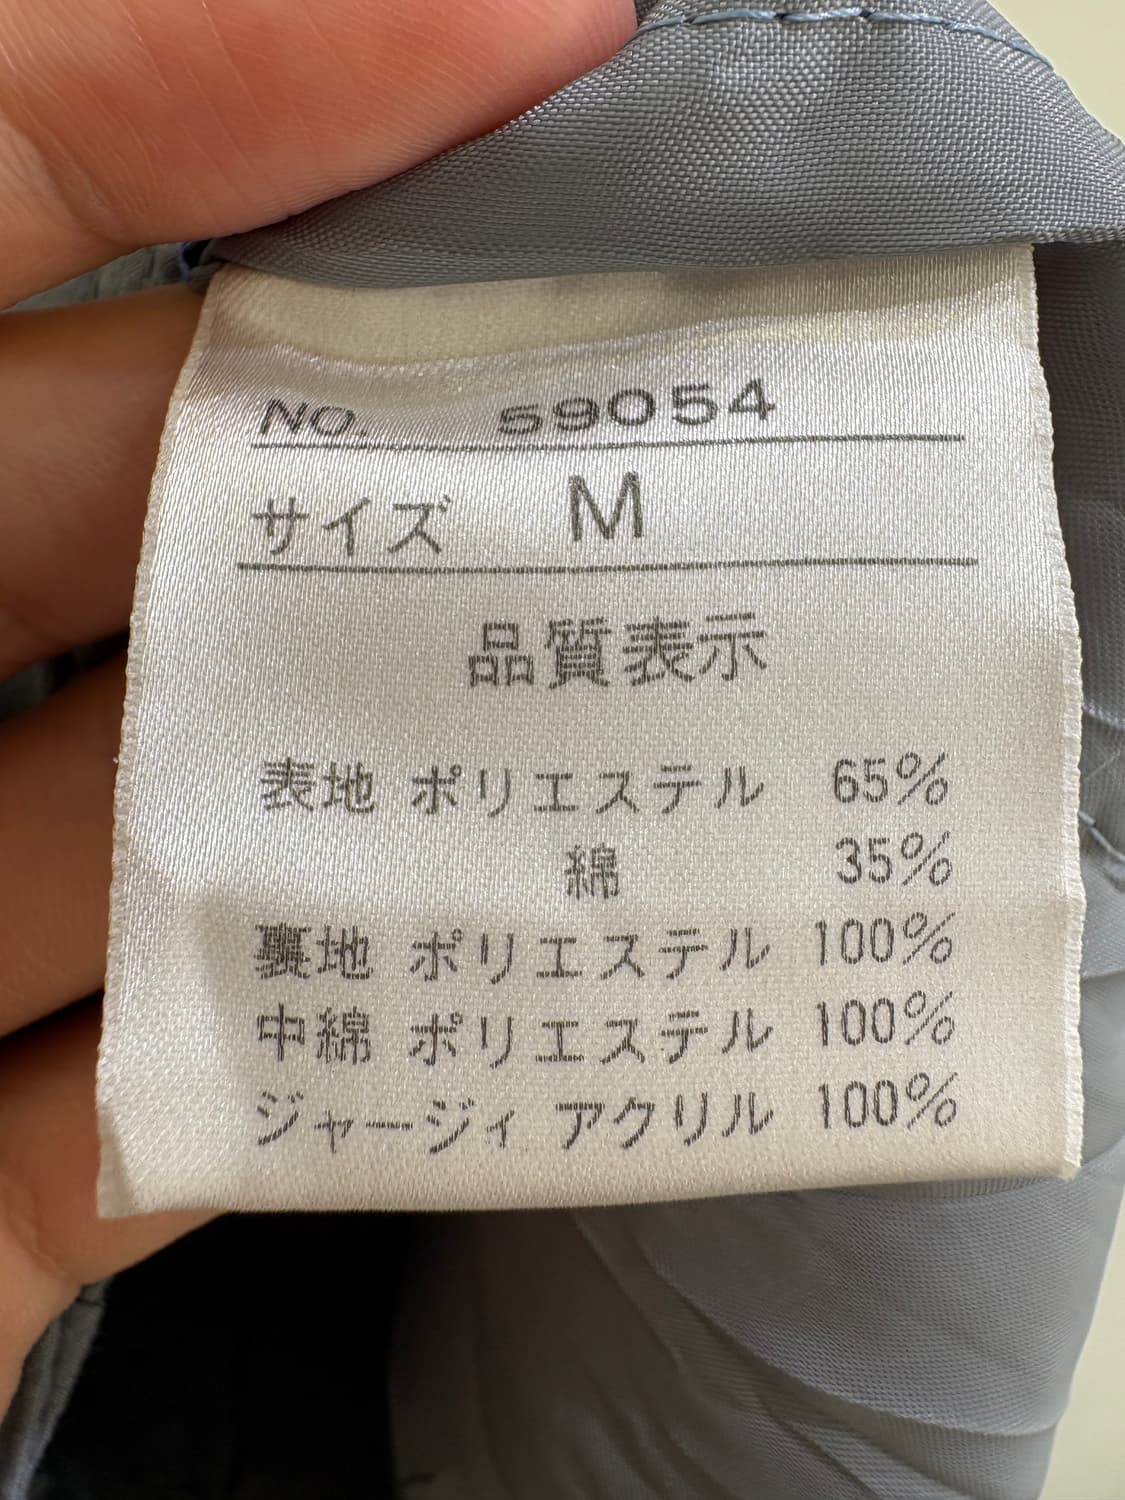 NO. 59054
サイズ M
品質表示
表地 ポリエステル 65%
綿 35%
裏地 ポリエステル 100%
中綿 ポリエステル 100%
ジャージィ アクリル 100%